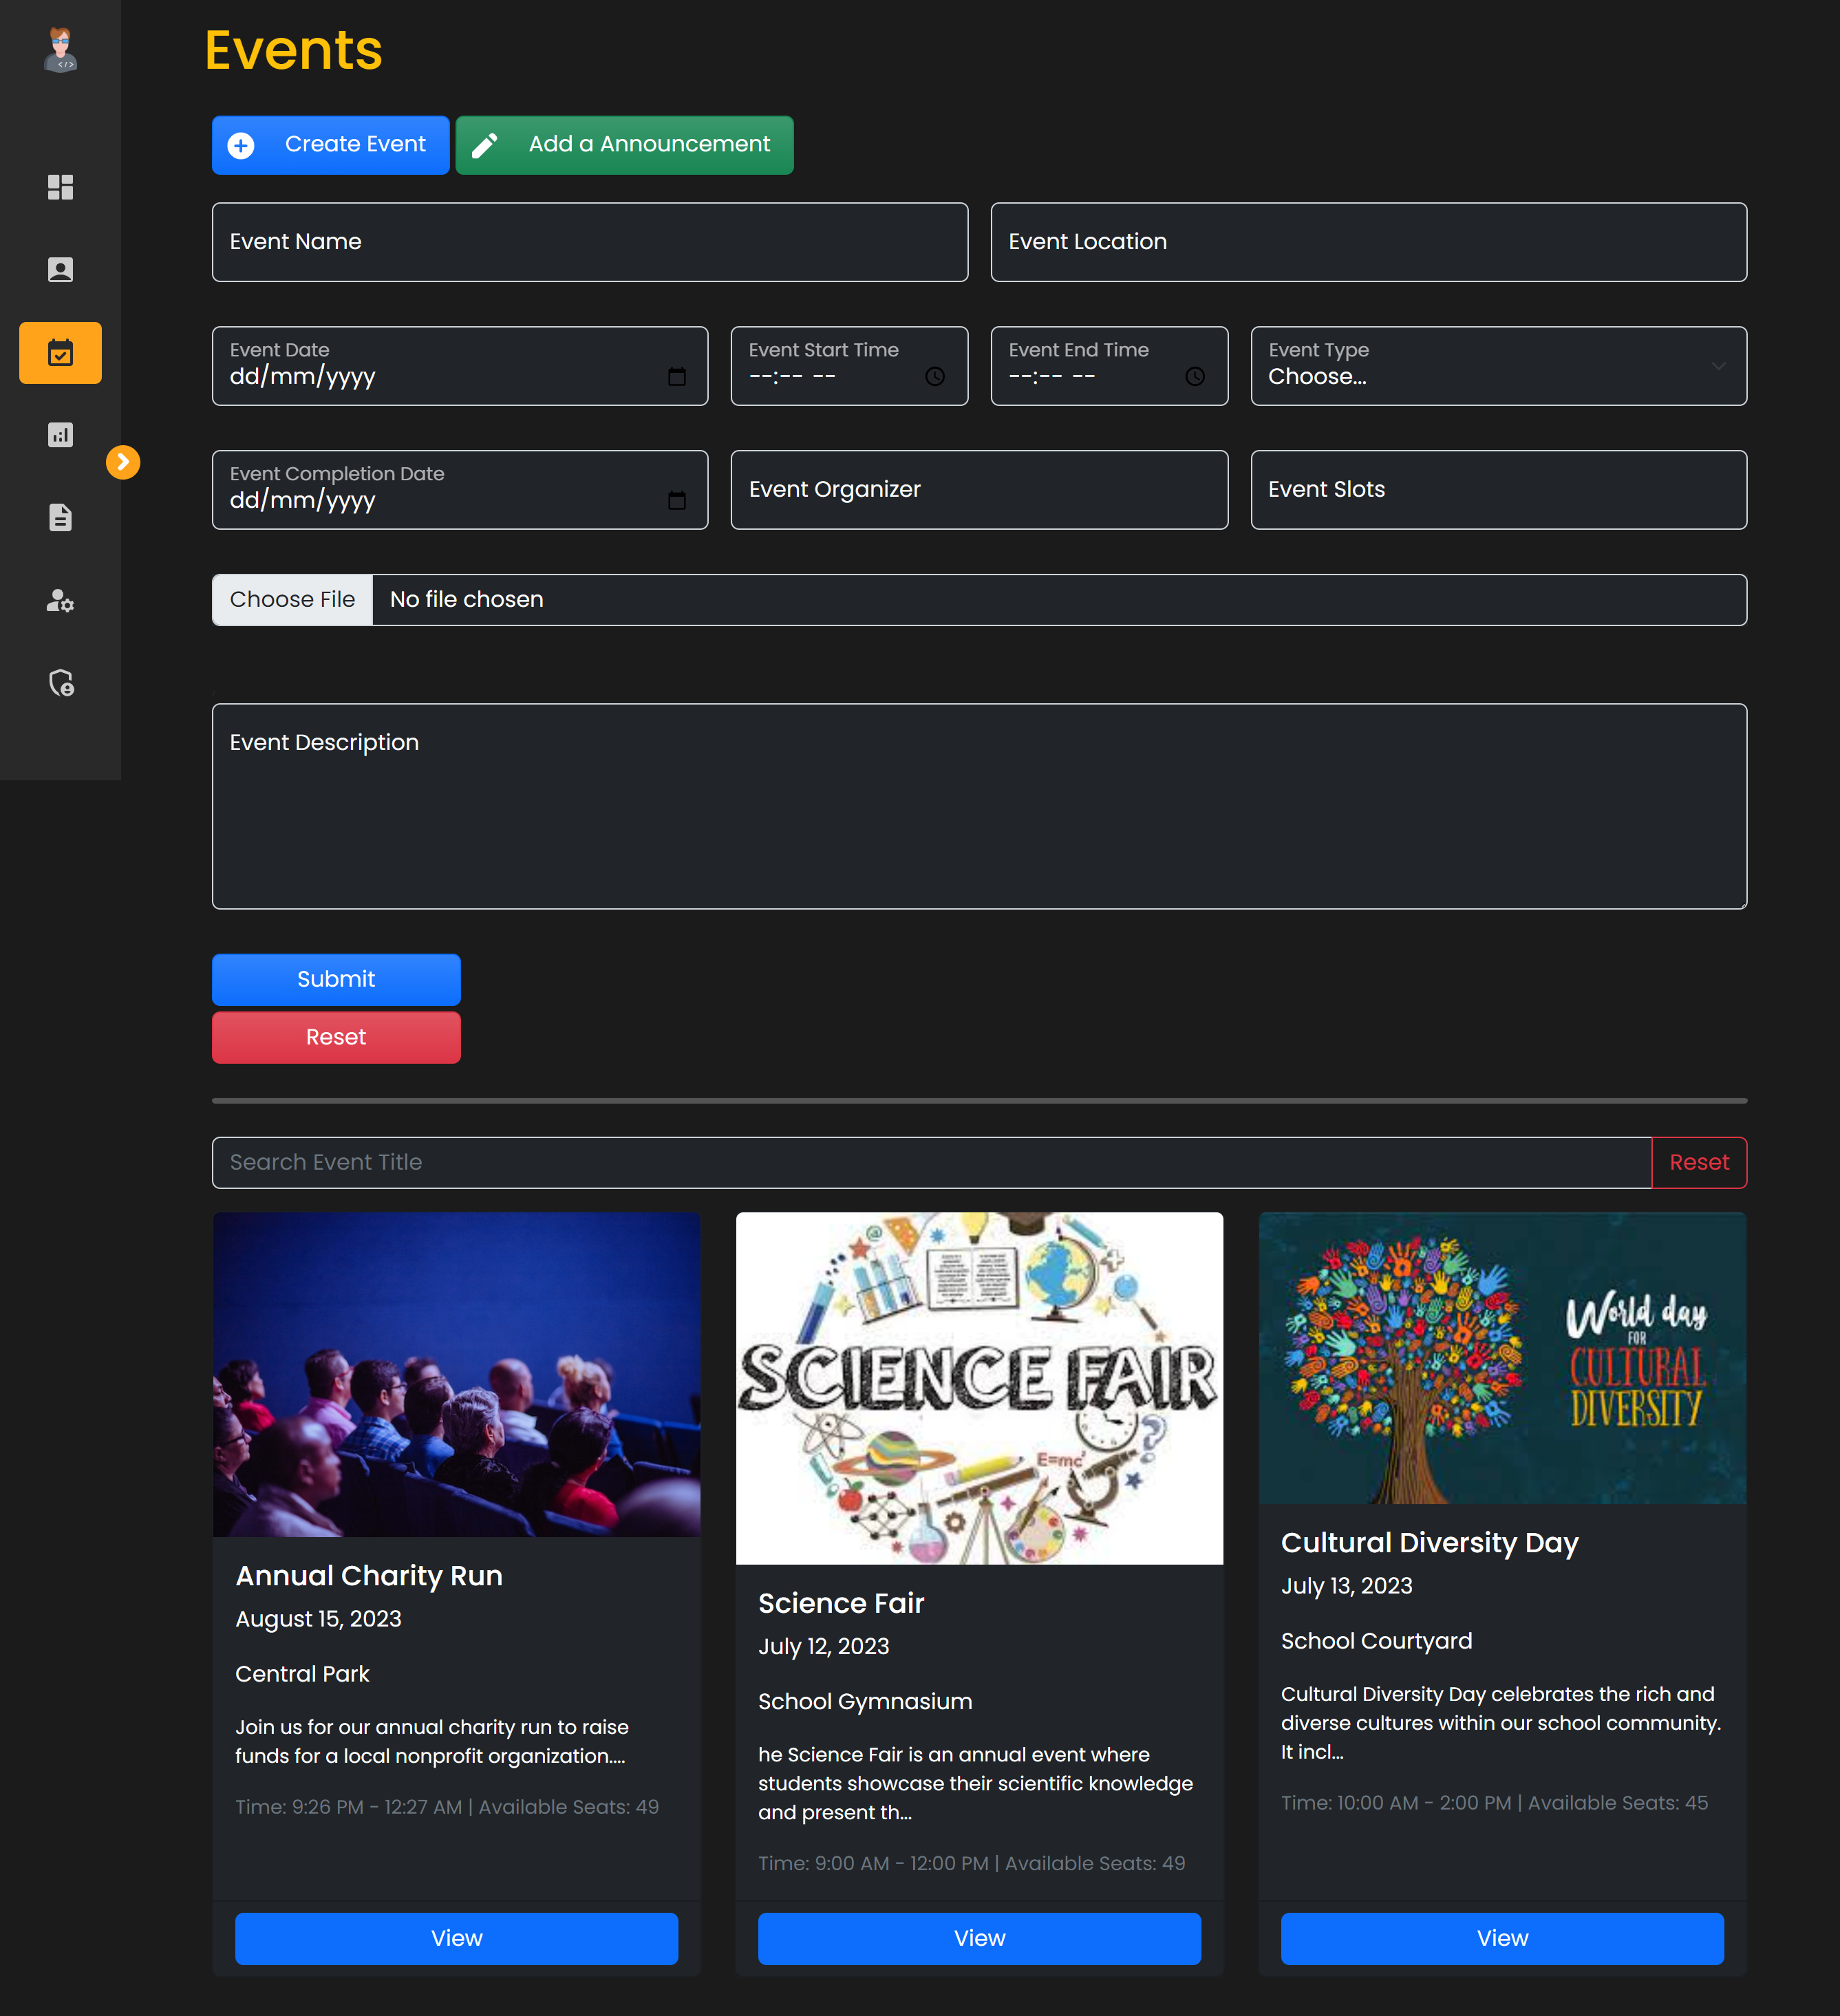 Events
Create Event
Add a Announcement
Event Name
Event Location
Event Date
dd/mm/yyyy
Event Start Time
--:-- --
Event End Time
--:-- --
Event Type
Choose...
Event Completion Date
dd/mm/yyyy
Event Organizer
Event Slots
Choose File
No file chosen
Event Description
Submit
Reset
Search Event Title
Reset
Annual Charity Run
August 15, 2023
Central Park
Join us for our annual charity run to raise
funds for a local nonprofit organization....
Time: 9:26 PM - 12:27 AM | Available Seats: 49
View
SCIENCE FAIR
E=mc²
Science Fair
July 12, 2023
School Gymnasium
he Science Fair is an annual event where
students showcase their scientific knowledge
and present th...
Time: 9:00 AM - 12:00 PM | Available Seats: 49
View
World day
FOR
CULTURAL
DIVERSITY
Cultural Diversity Day
July 13, 2023
School Courtyard
Cultural Diversity Day celebrates the rich and
diverse cultures within our school community.
It incl...
Time: 10:00 AM - 2:00 PM | Available Seats: 45
View